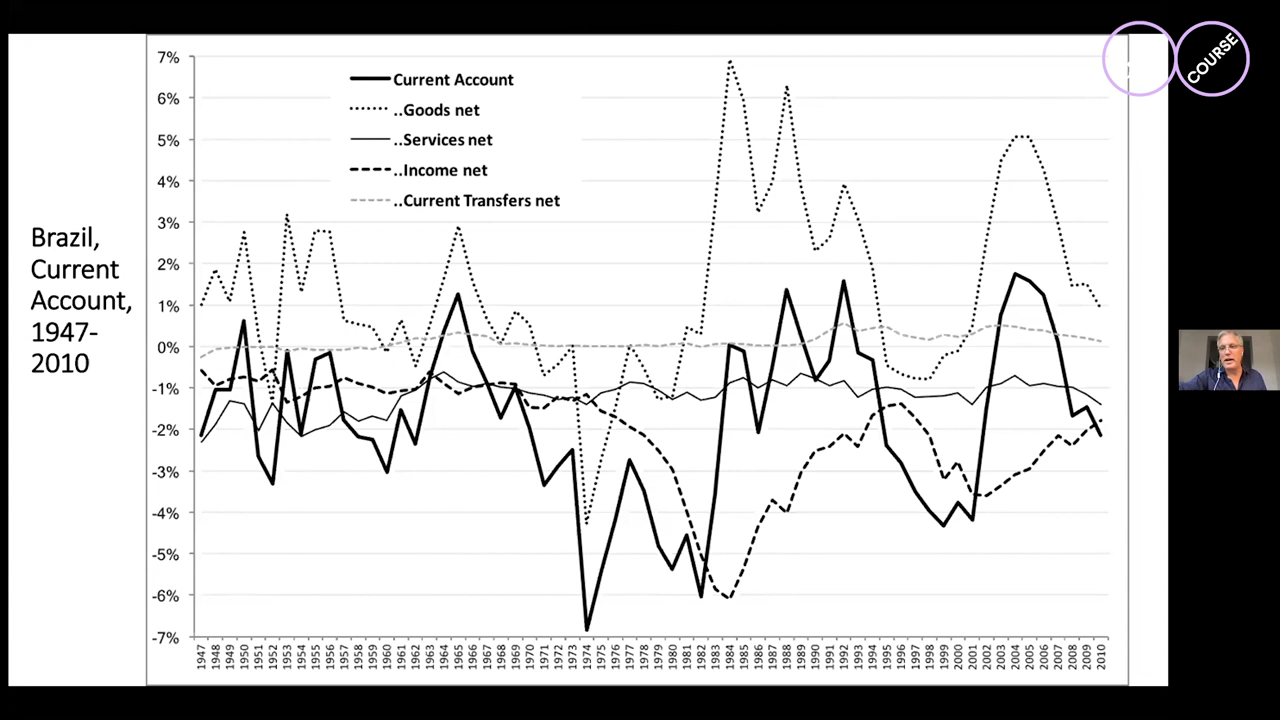 Brazil,
Current
Account,
1947-
2010
7%
6%
5%
4%
3%
2%
1%
0%
-1%
-2%
-3%
-4%
-5%
-6%
-7%
Current Account
..Goods net
..Services net
..Income net
..Current Transfers net
1947 1948 1949 1950 1951 1952 1953 1954 1955 1956 1957 1958 1959 1960 1961 1962 1963 1964 1965 1966 1967 1968 1969 1970 1971 1972 1973 1974 1975 1976 1977 1978 1979 1980 1981 1982 1983 1984 1985 1986 1987 1988 1989 1990 1991 1992 1993 1994 1995 1996 1997 1998 1999 2000 2001 2002 2003 2004 2005 2006 2007 2008 2009 2010
COURSE